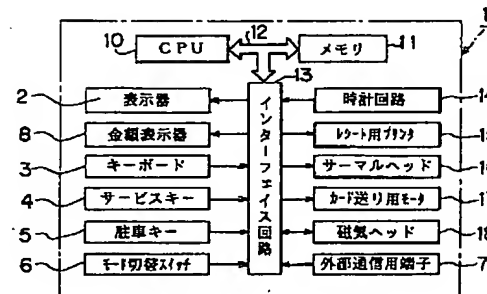 1
10 CPU 12 メモリ 11
13
2 表示器
8 金額表示器
3 キーボード
4 サービスキー
5 駐車キー
6 モード切替スイッチ
インターフェイス回路
時計回路 14
レシート用プリンタ
サーマルヘッド
カード送り用モータ
磁気ヘッド 18
外部通信用端子 7